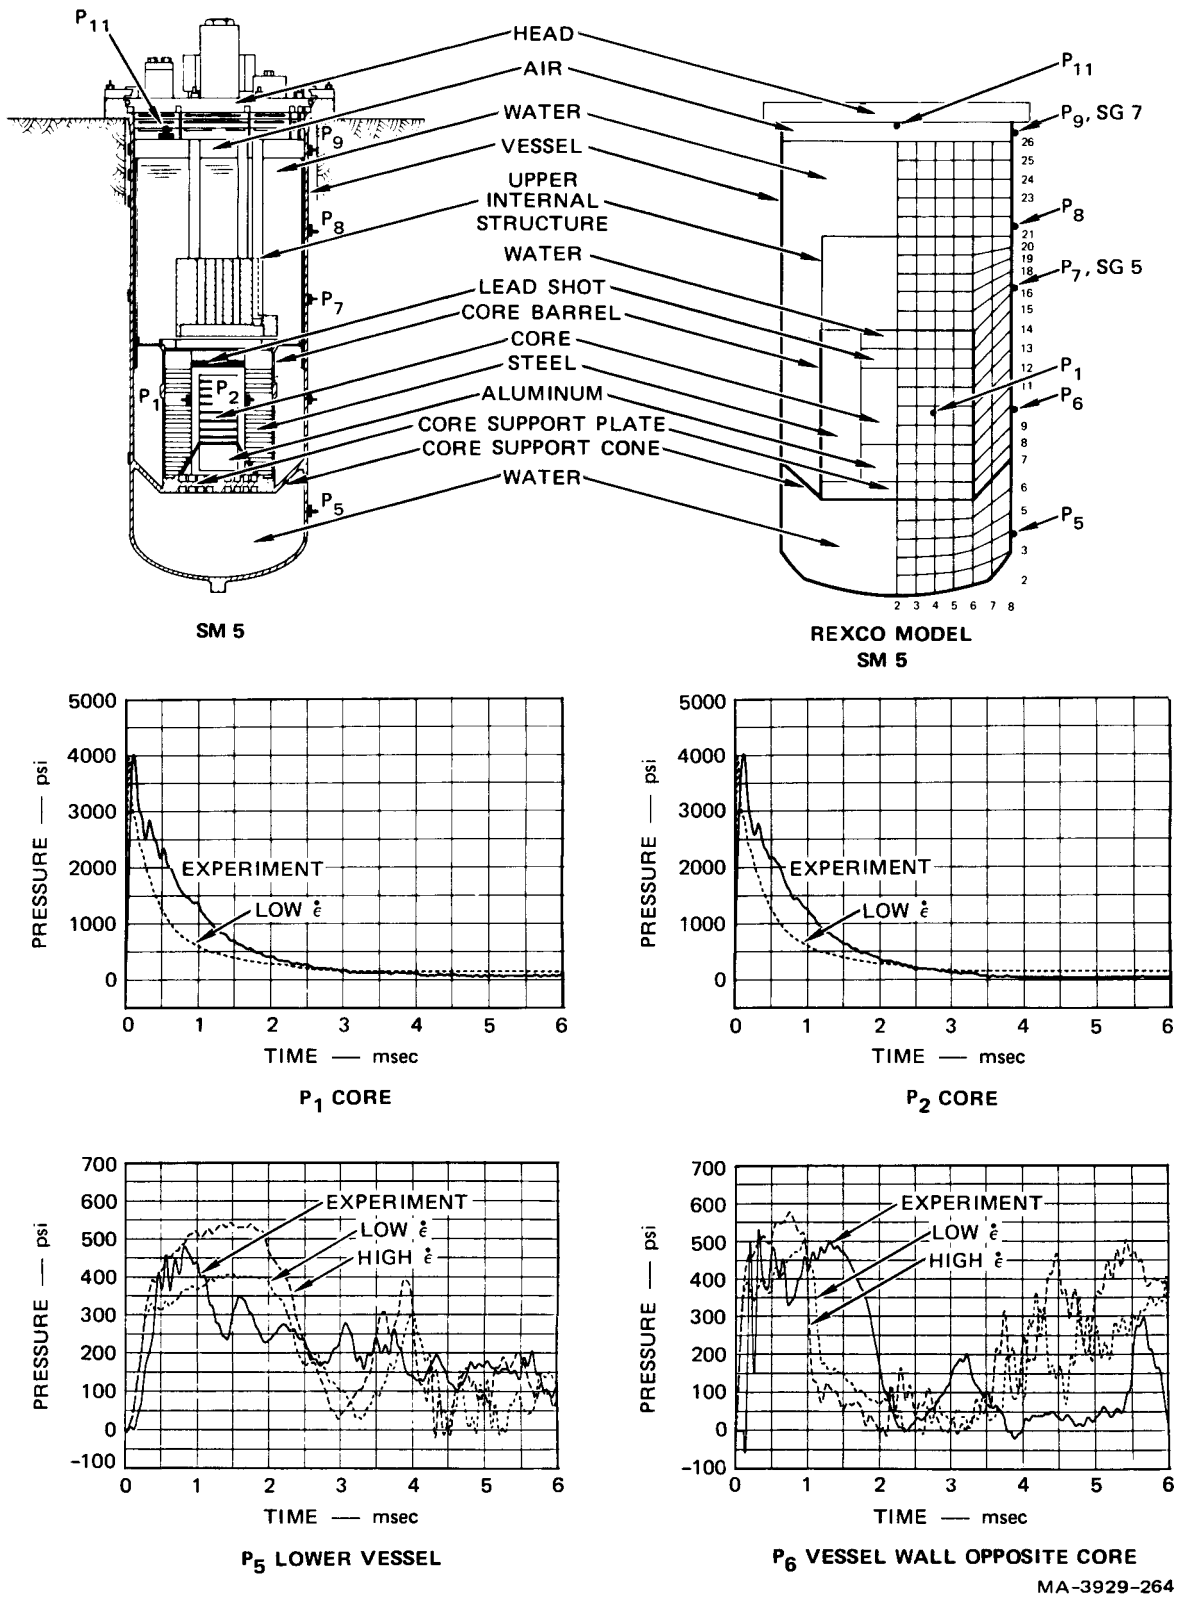 P11
HEAD
AIR
WATER
VESSEL
UPPER
INTERNAL
STRUCTURE
WATER
LEAD SHOT
CORE BARREL
CORE
STEEL
ALUMINUM
CORE SUPPORT PLATE
CORE SUPPORT CONE
WATER
P9
P8
P7
P1
P2
P5
SM 5
P11
P9, SG 7
P8
P7, SG 5
P1
P6
P5
26
25
24
23
21
20
19
18
16
15
14
13
12
11
9
8
7
6
5
3
2
2 3 4 5 6 7 8
REXCO MODEL
SM 5
5000
4000
3000
2000
1000
0
PRESSURE — psi
EXPERIMENT
LOW ε̇
0 1 2 3 4 5 6
TIME — msec
P1 CORE
5000
4000
3000
2000
1000
0
PRESSURE — psi
EXPERIMENT
LOW ε̇
0 1 2 3 4 5 6
TIME — msec
P2 CORE
700
600
500
400
300
200
100
0
-100
PRESSURE — psi
EXPERIMENT
LOW ε̇
HIGH ε̇
0 1 2 3 4 5 6
TIME — msec
P5 LOWER VESSEL
700
600
500
400
300
200
100
0
-100
PRESSURE — psi
EXPERIMENT
LOW ε̇
HIGH ε̇
0 1 2 3 4 5 6
TIME — msec
P6 VESSEL WALL OPPOSITE CORE
MA-3929-264